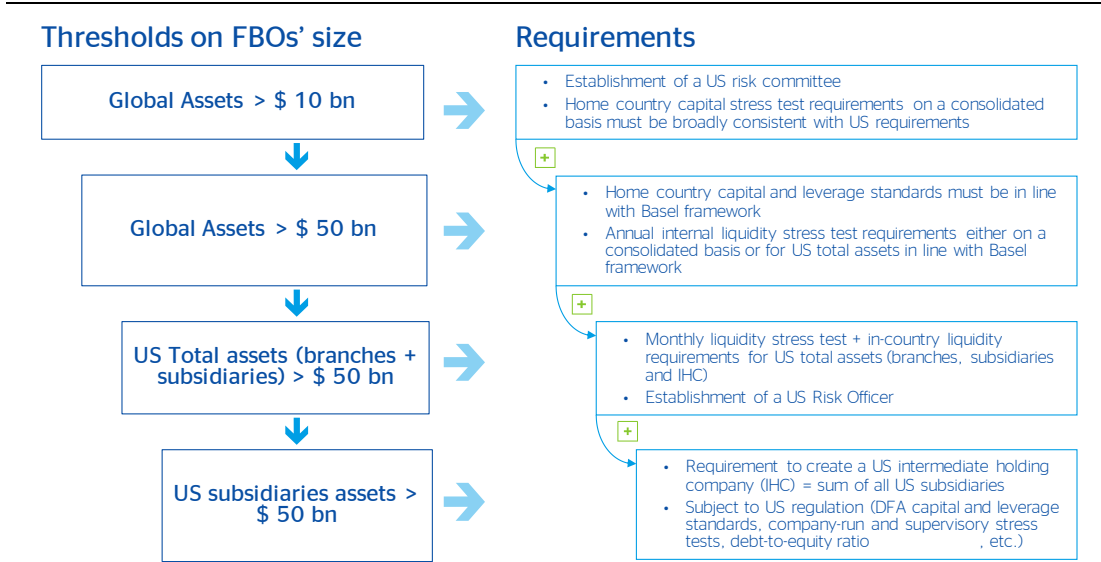 Thresholds on FBOs' size
Requirements
Global Assets > $ 10 bn
• Establishment of a US risk committee
• Home country capital stress test requirements on a consolidated
basis must be broadly consistent with US requirements
+
Global Assets > $ 50 bn
• Home country capital and leverage standards must be in line
with Basel framework
• Annual internal liquidity stress test requirements either on a
consolidated basis or for US total assets in line with Basel
framework
+
US Total assets (branches +
subsidiaries) > $ 50 bn
• Monthly liquidity stress test + in-country liquidity
requirements for US total assets (branches, subsidiaries
and IHC)
• Establishment of a US Risk Officer
+
US subsidiaries assets >
$ 50 bn
• Requirement to create a US intermediate holding
company (IHC) = sum of all US subsidiaries
• Subject to US regulation (DFA capital and leverage
standards, company-run and supervisory stress
tests, debt-to-equity ratio , etc.)